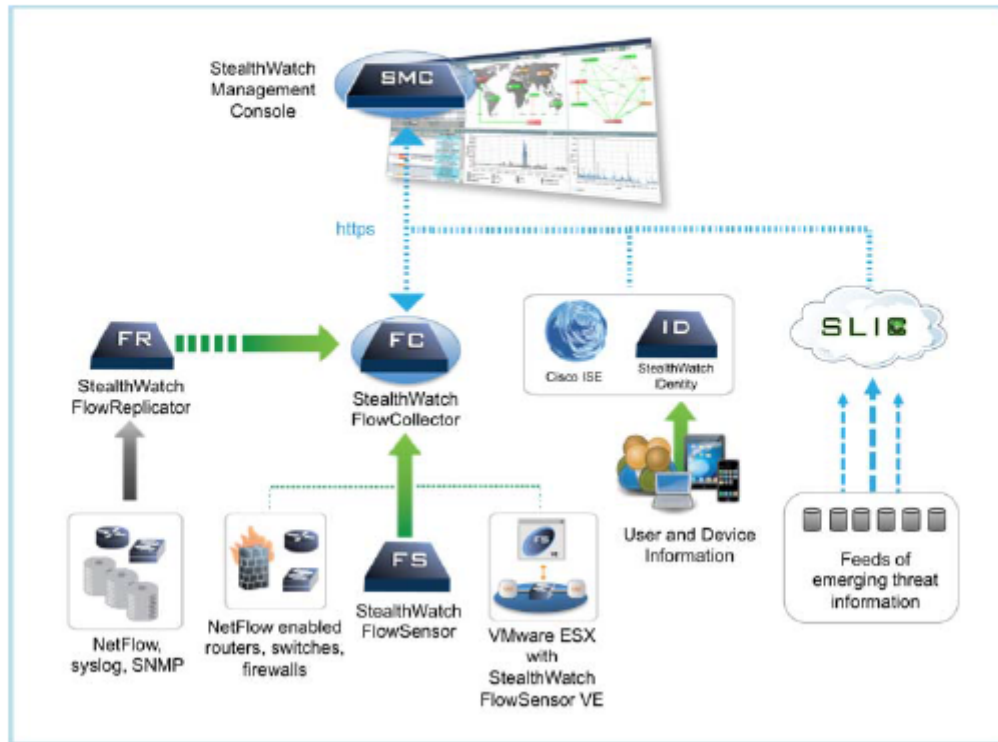 StealthWatch
Management
Console
SMC
https
FR
StealthWatch
FlowReplicator
FC
StealthWatch
FlowCollector
Cisco ISE
ID
StealthWatch
IDentity
SLIC
NetFlow,
syslog, SNMP
NetFlow enabled
routers, switches,
firewalls
FS
StealthWatch
FlowSensor
FS
VE
VMware ESX
with
StealthWatch
FlowSensor VE
User and Device
Information
Feeds of
emerging threat
information